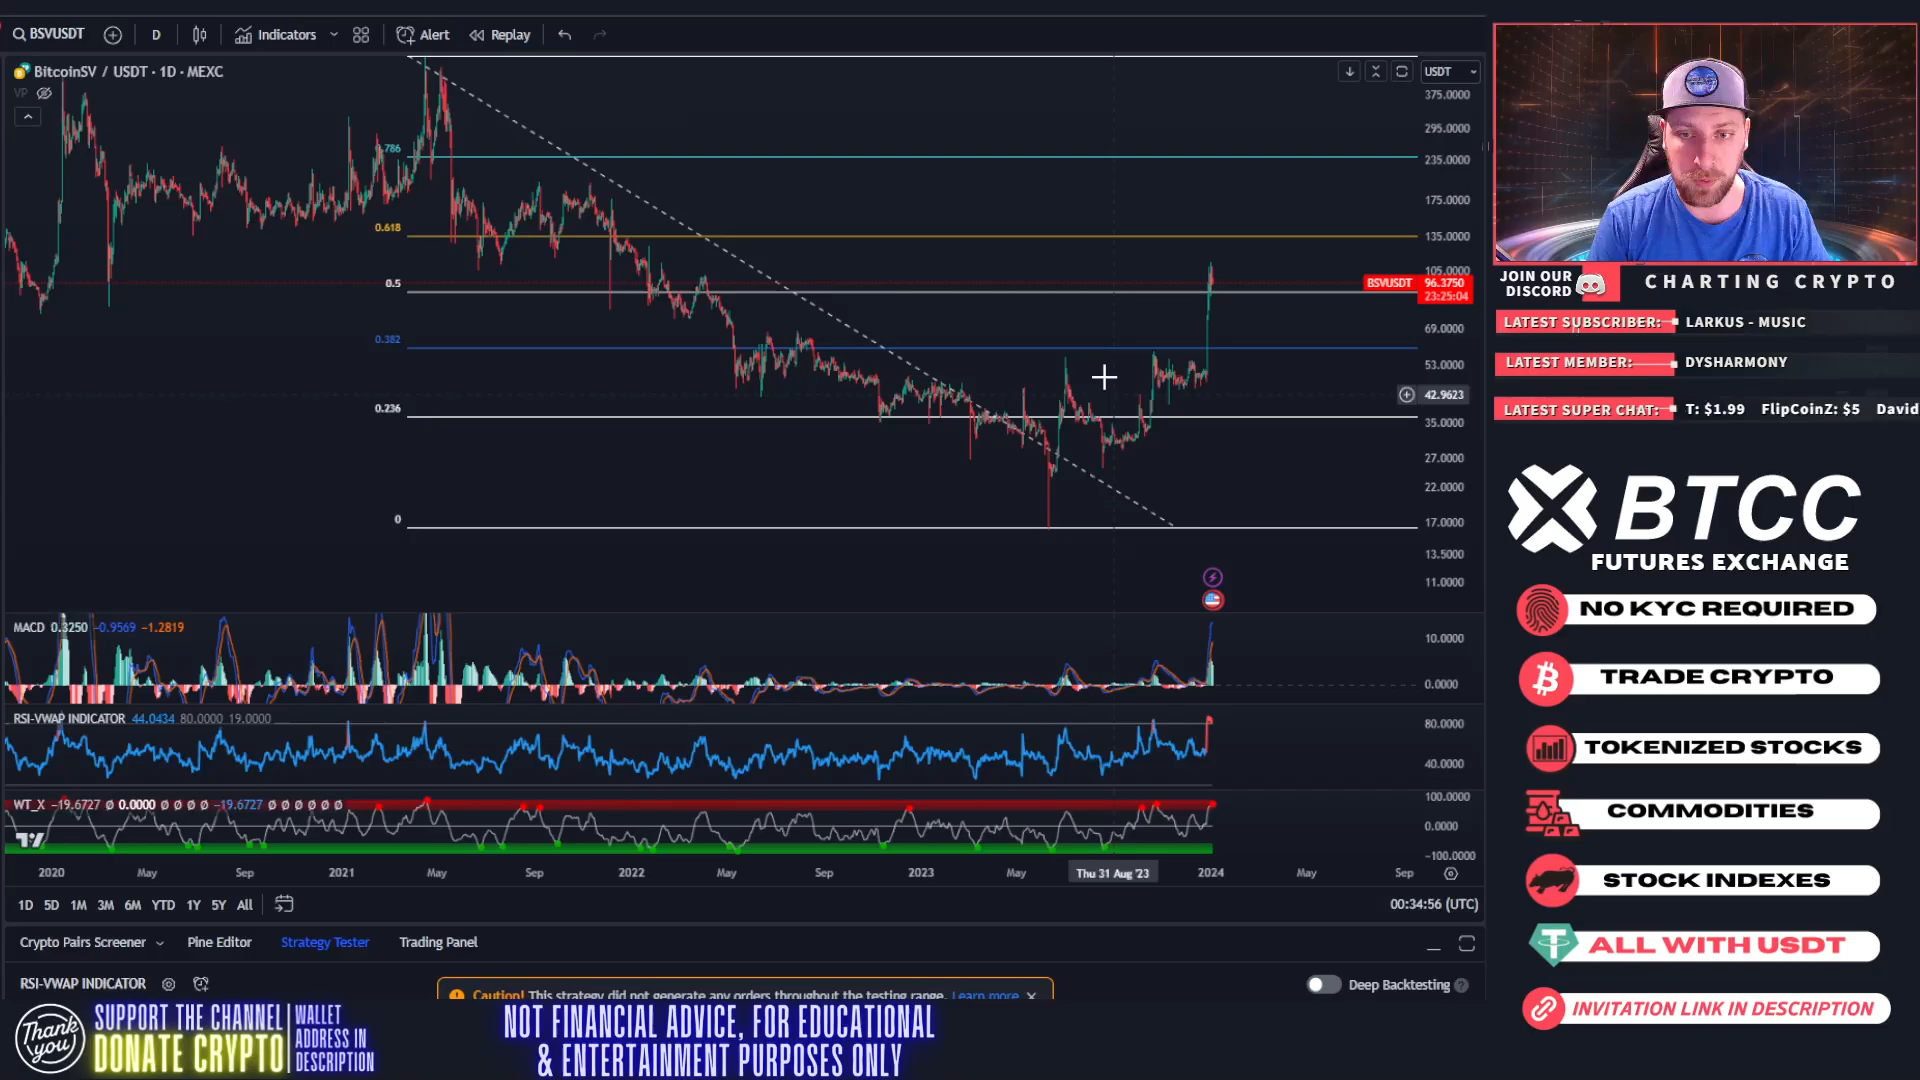 BSVUSDT
D
Indicators
Alert
Replay
BitcoinSV / USDT · 1D · MEXC
VP
USDT
375.0000
295.0000
235.0000
175.0000
135.0000
105.0000
BSVUSDT 96.3750
23:25:04
69.0000
53.0000
42.9623
35.0000
27.0000
22.0000
17.0000
13.5000
11.0000
786
0.618
0.5
0.382
0.236
0
MACD 0.3250 -0.9569 -1.2819
10.0000
0.0000
RSI-VWAP INDICATOR 44.0434 80.0000 19.0000
80.0000
40.0000
WT_X -19.6727 Ø 0.0000 Ø Ø Ø Ø -19.6727 Ø Ø Ø Ø Ø Ø
100.0000
0.0000
-100.0000
2020 May Sep 2021 May Sep 2022 May Sep 2023 May Thu 31 Aug '23 2024 May Sep
1D 5D 1M 3M 6M YTD 1Y 5Y All
00:34:56 (UTC)
Crypto Pairs Screener Pine Editor Strategy Tester Trading Panel
RSI-VWAP INDICATOR
Caution! This strategy did not generate any orders throughout the testing range. Learn more
Deep Backtesting
Thank you
SUPPORT THE CHANNEL
DONATE CRYPTO
WALLET
ADDRESS IN
DESCRIPTION
NOT FINANCIAL ADVICE, FOR EDUCATIONAL
& ENTERTAINMENT PURPOSES ONLY
JOIN OUR
DISCORD
CHARTING CRYPTO
LATEST SUBSCRIBER: LARKUS - MUSIC
LATEST MEMBER: DYSHARMONY
LATEST SUPER CHAT: T: $1.99 FlipCoinZ: $5 David
BTCC
FUTURES EXCHANGE
NO KYC REQUIRED
TRADE CRYPTO
TOKENIZED STOCKS
COMMODITIES
STOCK INDEXES
ALL WITH USDT
INVITATION LINK IN DESCRIPTION